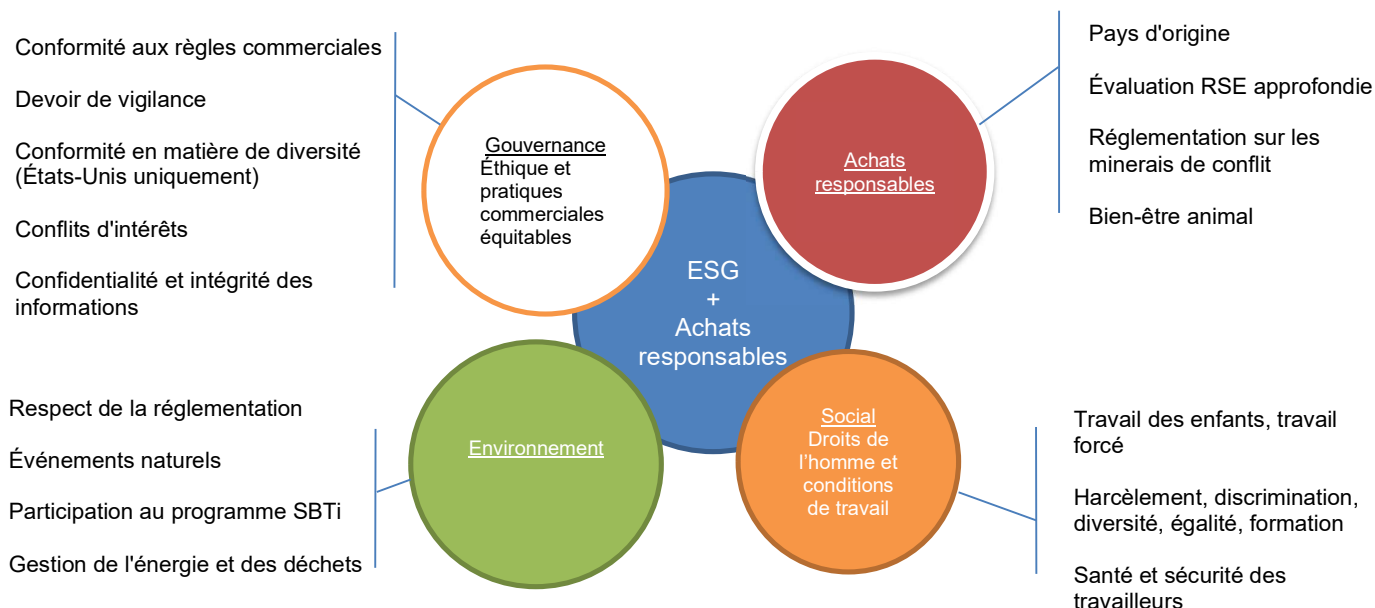 Conformité aux règles commerciales
Devoir de vigilance
Conformité en matière de diversité
(États-Unis uniquement)
Conflits d'intérêts
Confidentialité et intégrité des
informations
Gouvernance
Éthique et
pratiques
commerciales
équitables
Achats
responsables
Pays d'origine
Évaluation RSE approfondie
Réglementation sur les
minerais de conflit
Bien-être animal
ESG
+
Achats
responsables
Respect de la réglementation
Événements naturels
Participation au programme SBTi
Gestion de l'énergie et des déchets
Environnement
Social
Droits de
l’homme et
conditions
de travail
Travail des enfants, travail
forcé
Harcèlement, discrimination,
diversité, égalité, formation
Santé et sécurité des
travailleurs